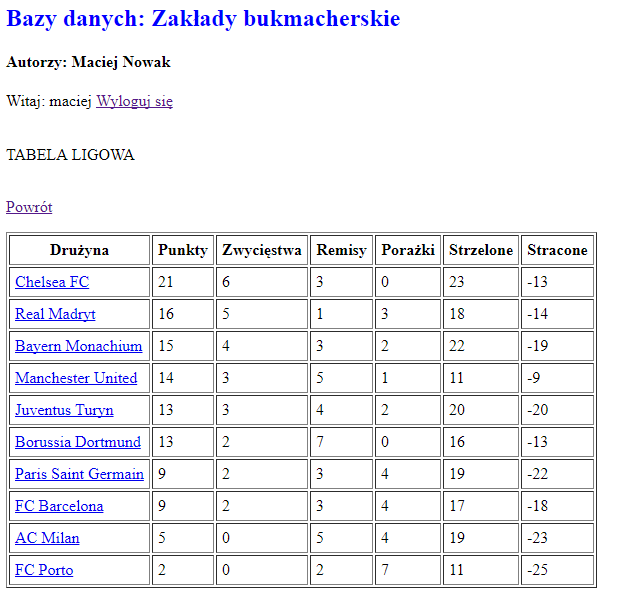 Bazy danych: Zakłady bukmacherskie
Autorzy: Maciej Nowak
Witaj: maciej Wyloguj się
TABELA LIGOWA
Powrót
Drużyna Punkty Zwycięstwa Remisy Porażki Strzelone Stracone
Chelsea FC 21 6 3 0 23 -13
Real Madryt 16 5 1 3 18 -14
Bayern Monachium 15 4 3 2 22 -19
Manchester United 14 3 5 1 11 -9
Juventus Turyn 13 3 4 2 20 -20
Borussia Dortmund 13 2 7 0 16 -13
Paris Saint Germain 9 2 3 4 19 -22
FC Barcelona 9 2 3 4 17 -18
AC Milan 5 0 5 4 19 -23
FC Porto 2 0 2 7 11 -25